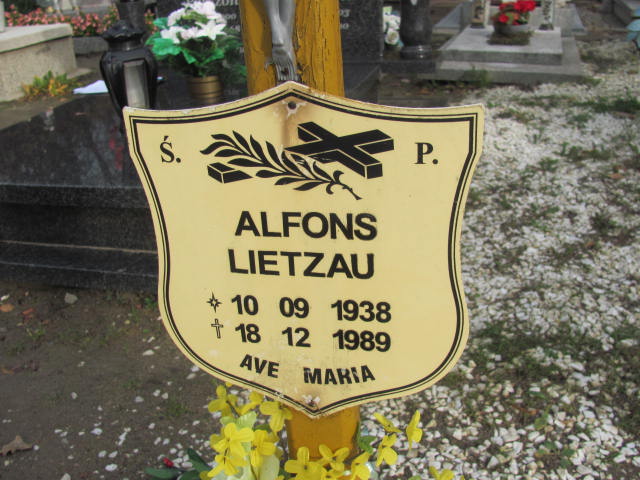 Ś. P.
ALFONS
LIETZAU
10 09 1938
18 12 1989
AVE MARIA